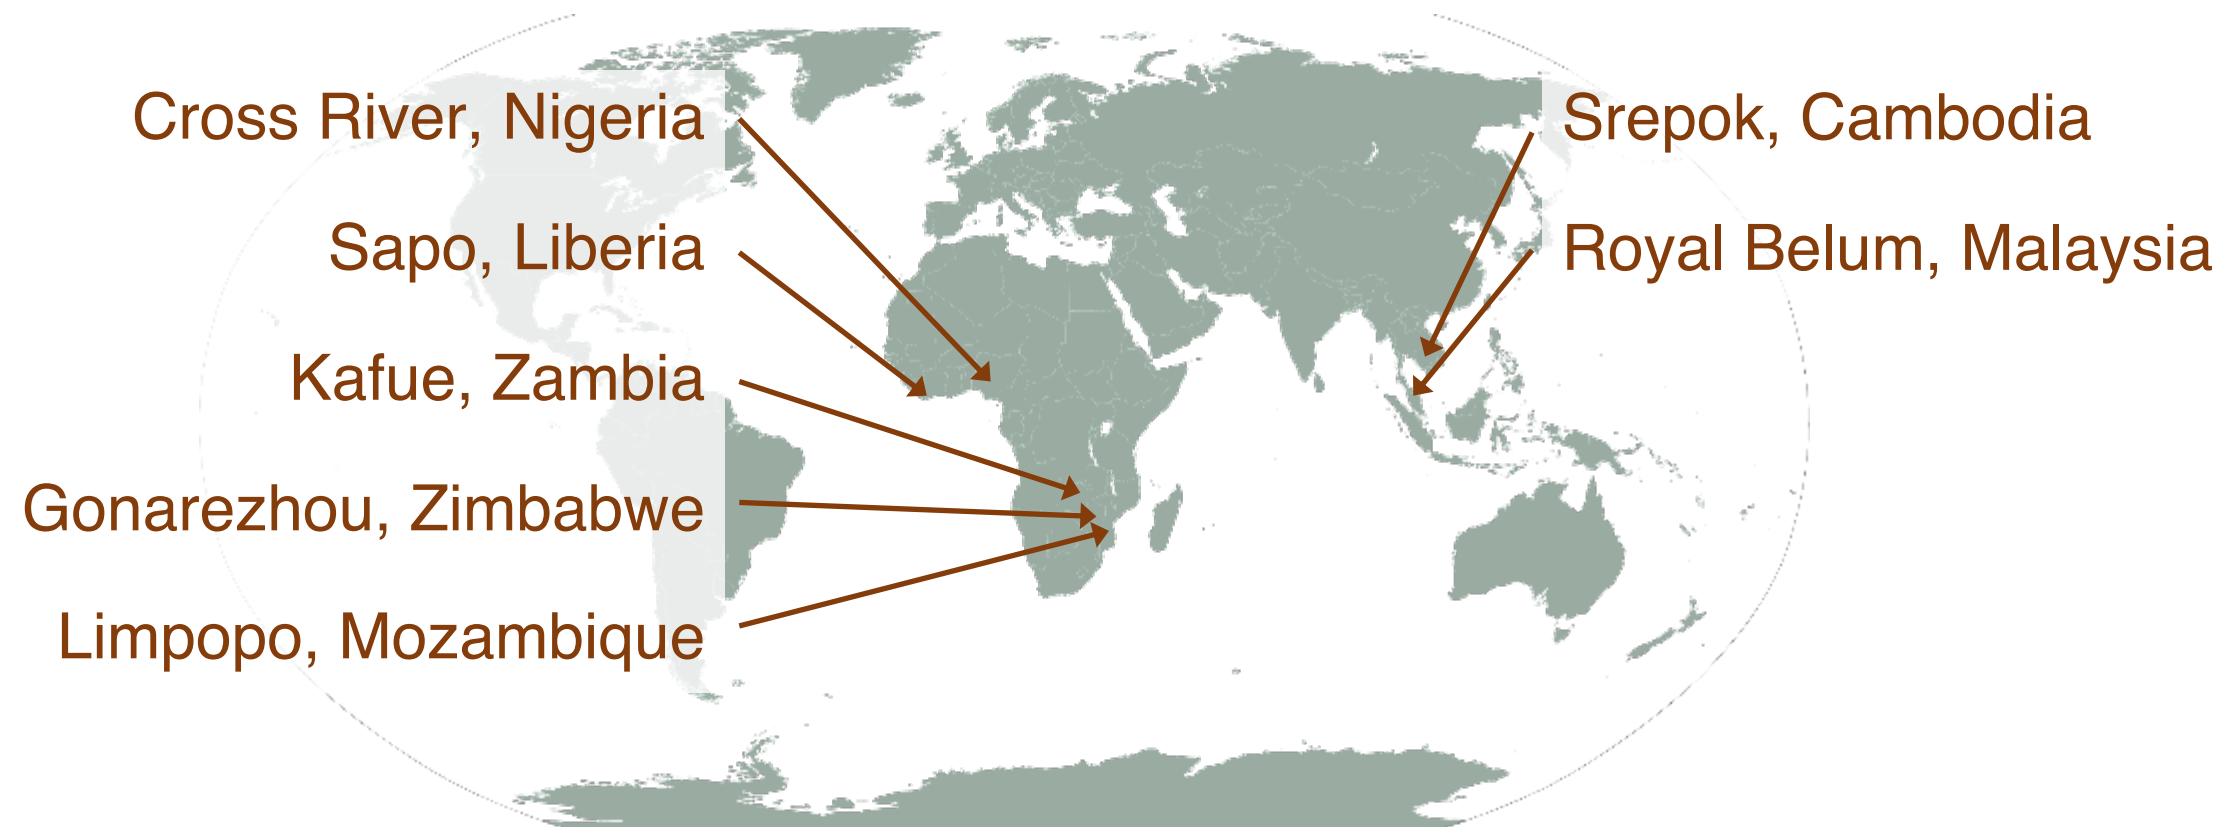 Cross River, Nigeria
Sapo, Liberia
Kafue, Zambia
Gonarezhou, Zimbabwe
Limpopo, Mozambique
Srepok, Cambodia
Royal Belum, Malaysia